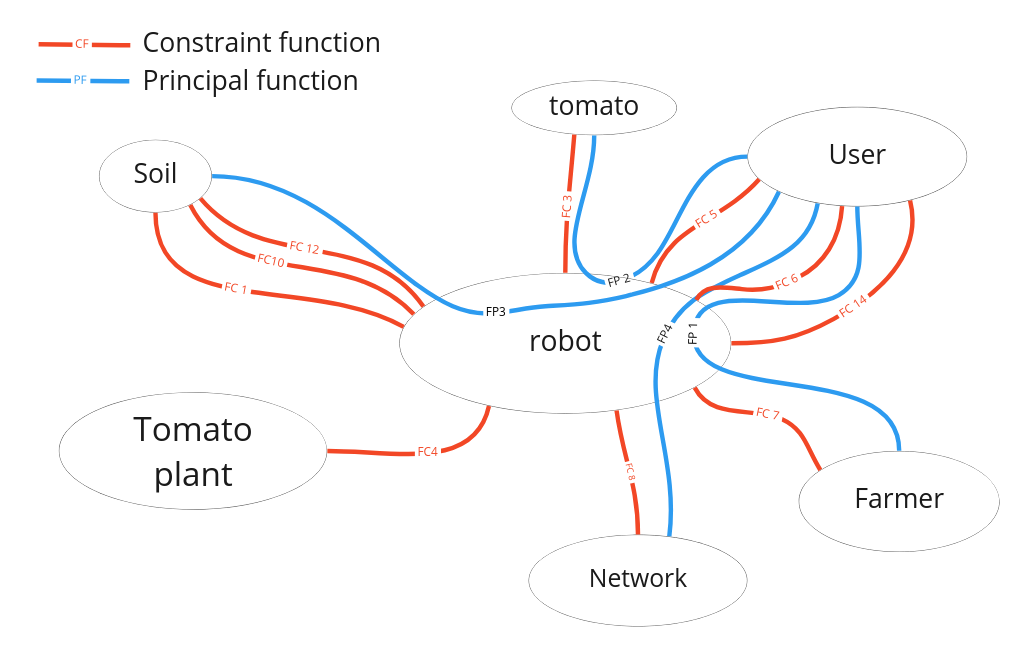 CF Constraint function
PF Principal function
tomato
User
Soil
FC 3
FC 5
FC 12
FC10
FC 1
FP 2
FC 6
FC 14
FP3
FP4
FP 1
robot
FC 7
Tomato
plant
FC4
FC 8
Farmer
Network